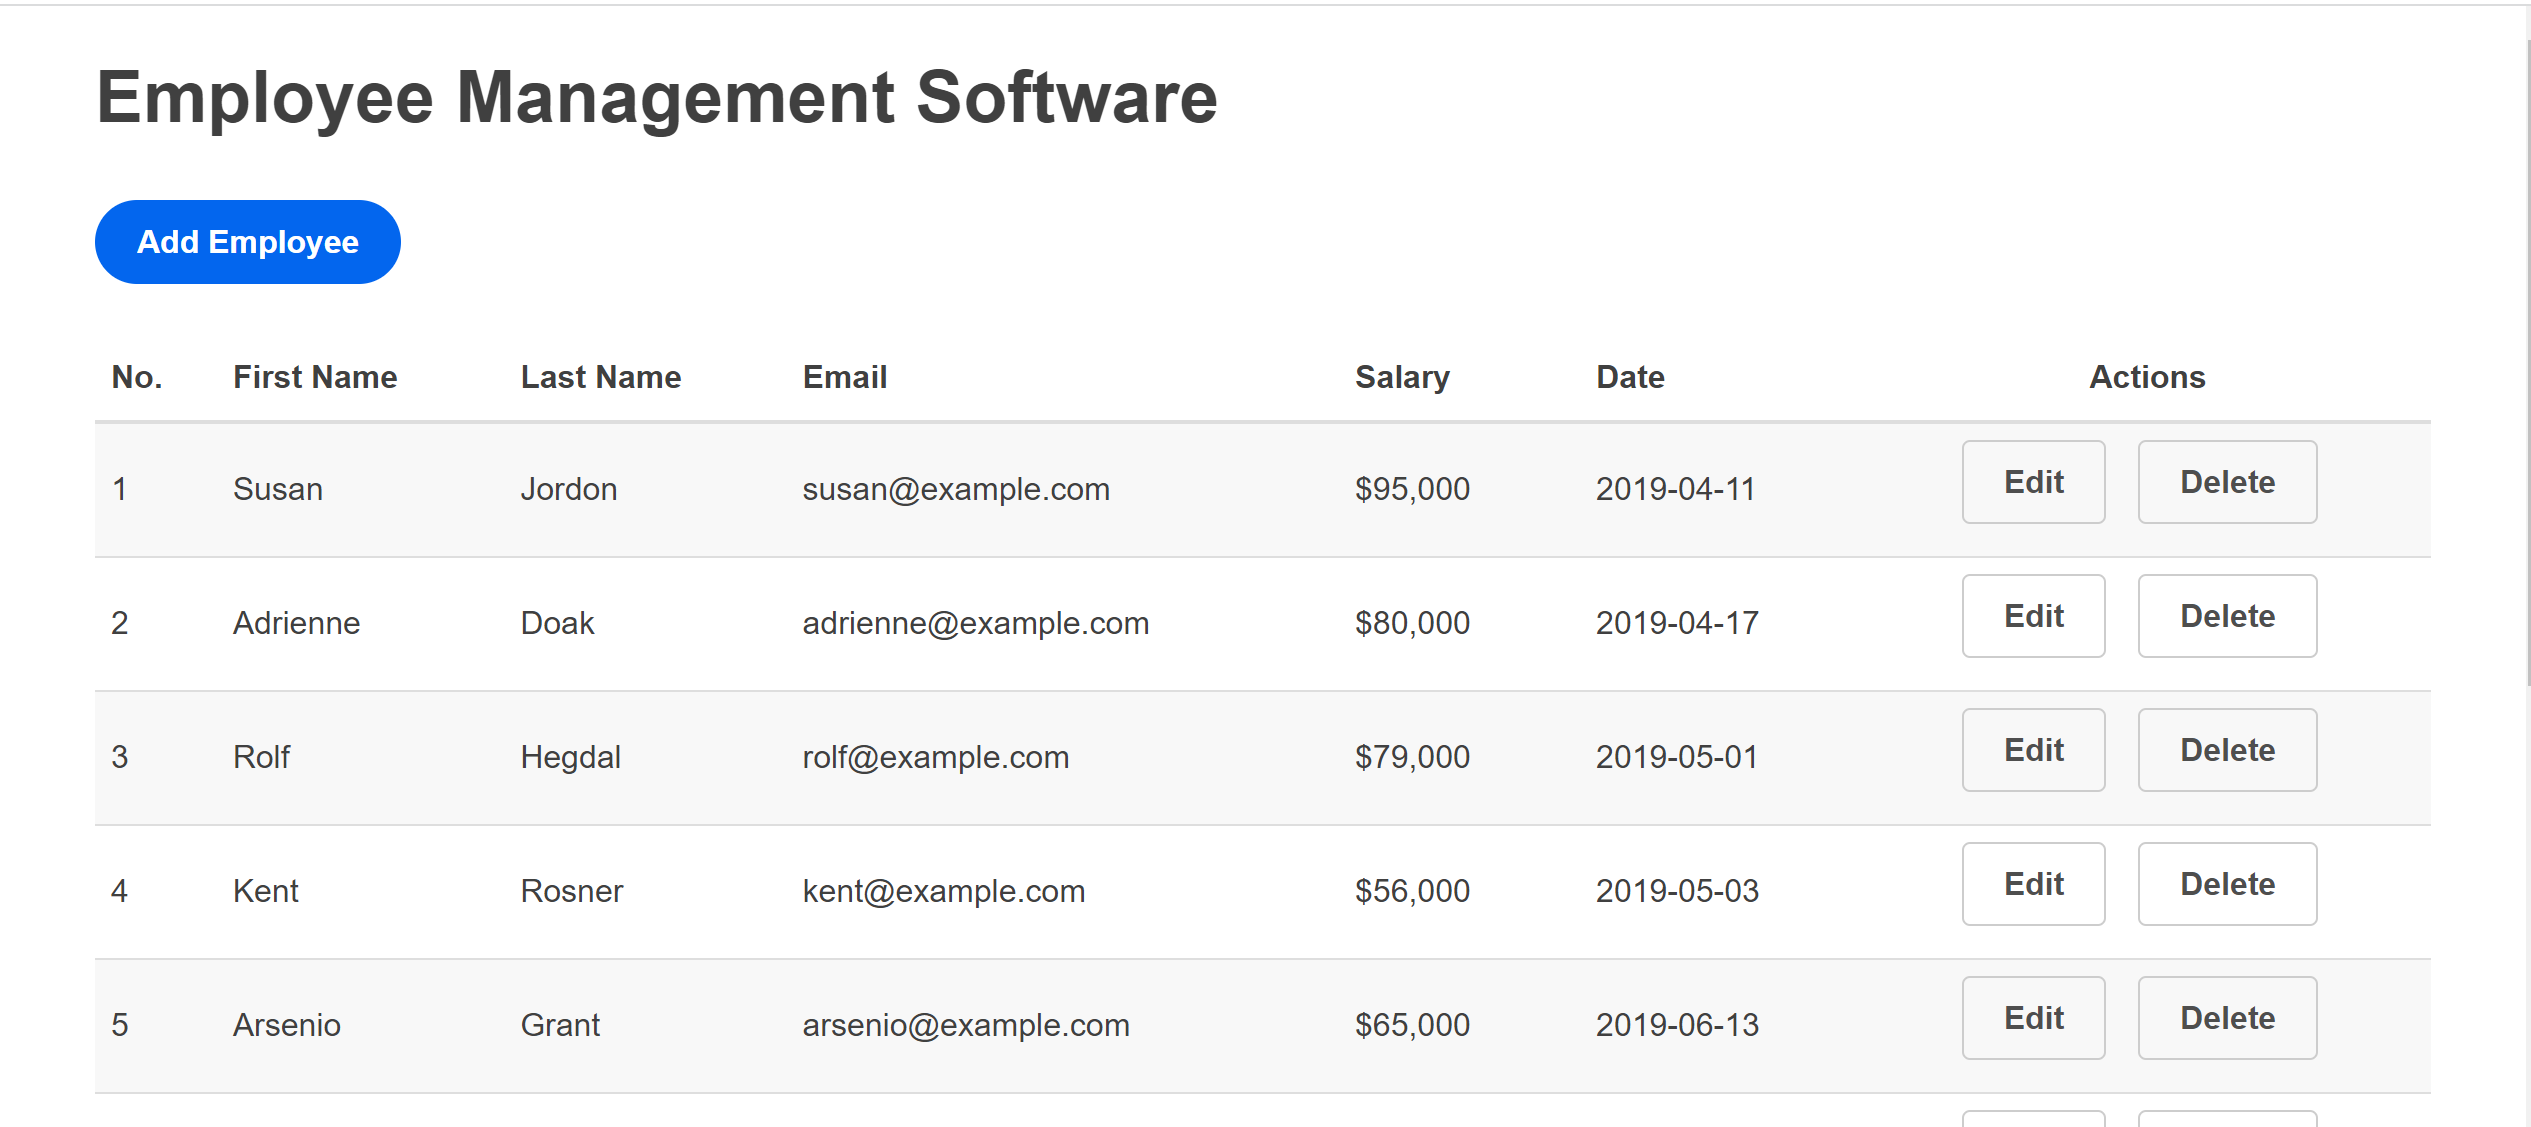 Employee Management Software
Add Employee
No. First Name Last Name Email Salary Date Actions
1 Susan Jordon susan@example.com $95,000 2019-04-11 Edit Delete
2 Adrienne Doak adrienne@example.com $80,000 2019-04-17 Edit Delete
3 Rolf Hegdal rolf@example.com $79,000 2019-05-01 Edit Delete
4 Kent Rosner kent@example.com $56,000 2019-05-03 Edit Delete
5 Arsenio Grant arsenio@example.com $65,000 2019-06-13 Edit Delete